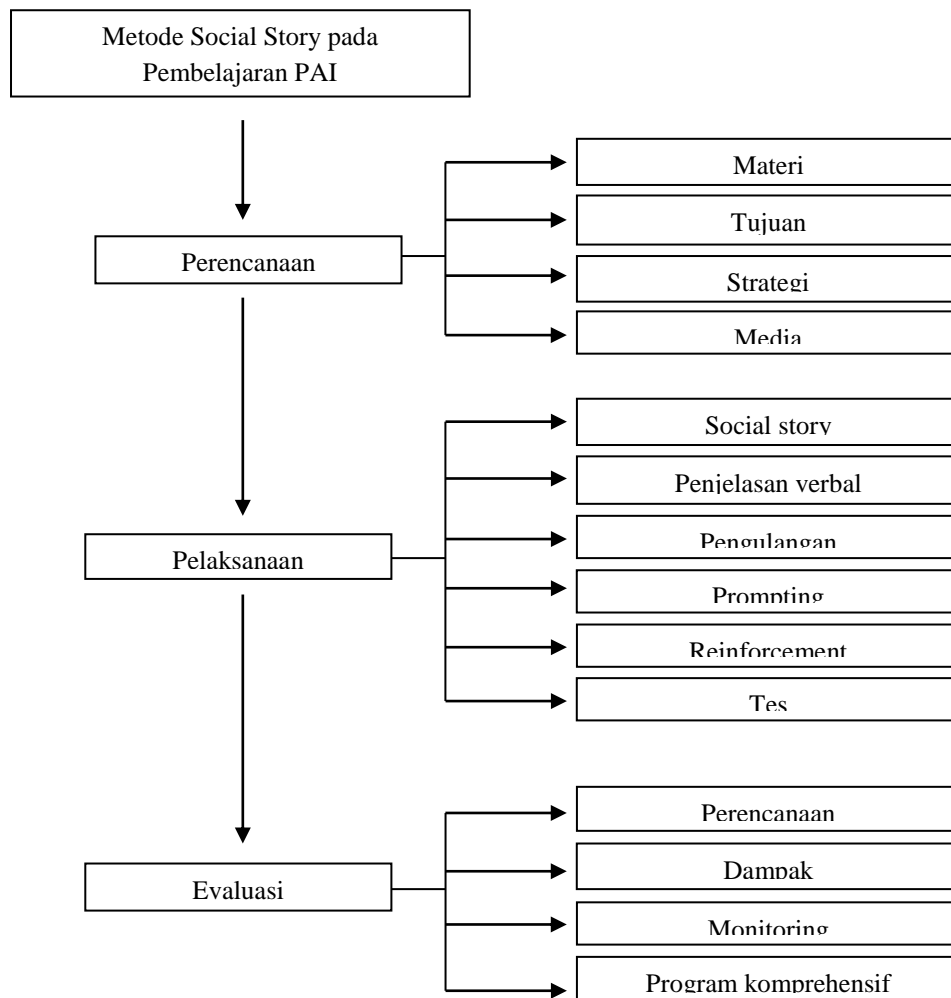 Metode Social Story pada
Pembelajaran PAI
Perencanaan
Materi
Tujuan
Strategi
Media
Pelaksanaan
Social story
Penjelasan verbal
Pengulangan
Prompting
Reinforcement
Tes
Evaluasi
Perencanaan
Dampak
Monitoring
Program komprehensif